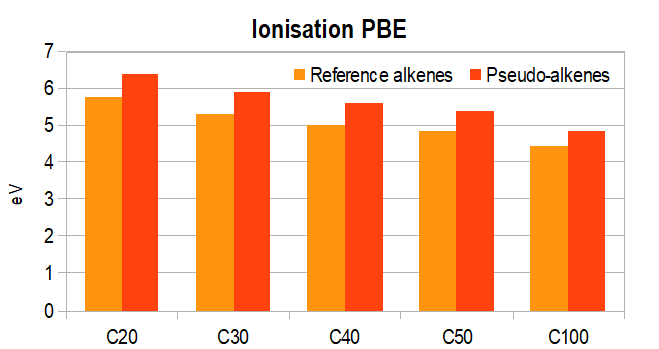 Ionisation PBE
Reference alkenes
Pseudo-alkenes
7
6
5
4
3
2
1
0
eV
C20 C30 C40 C50 C100